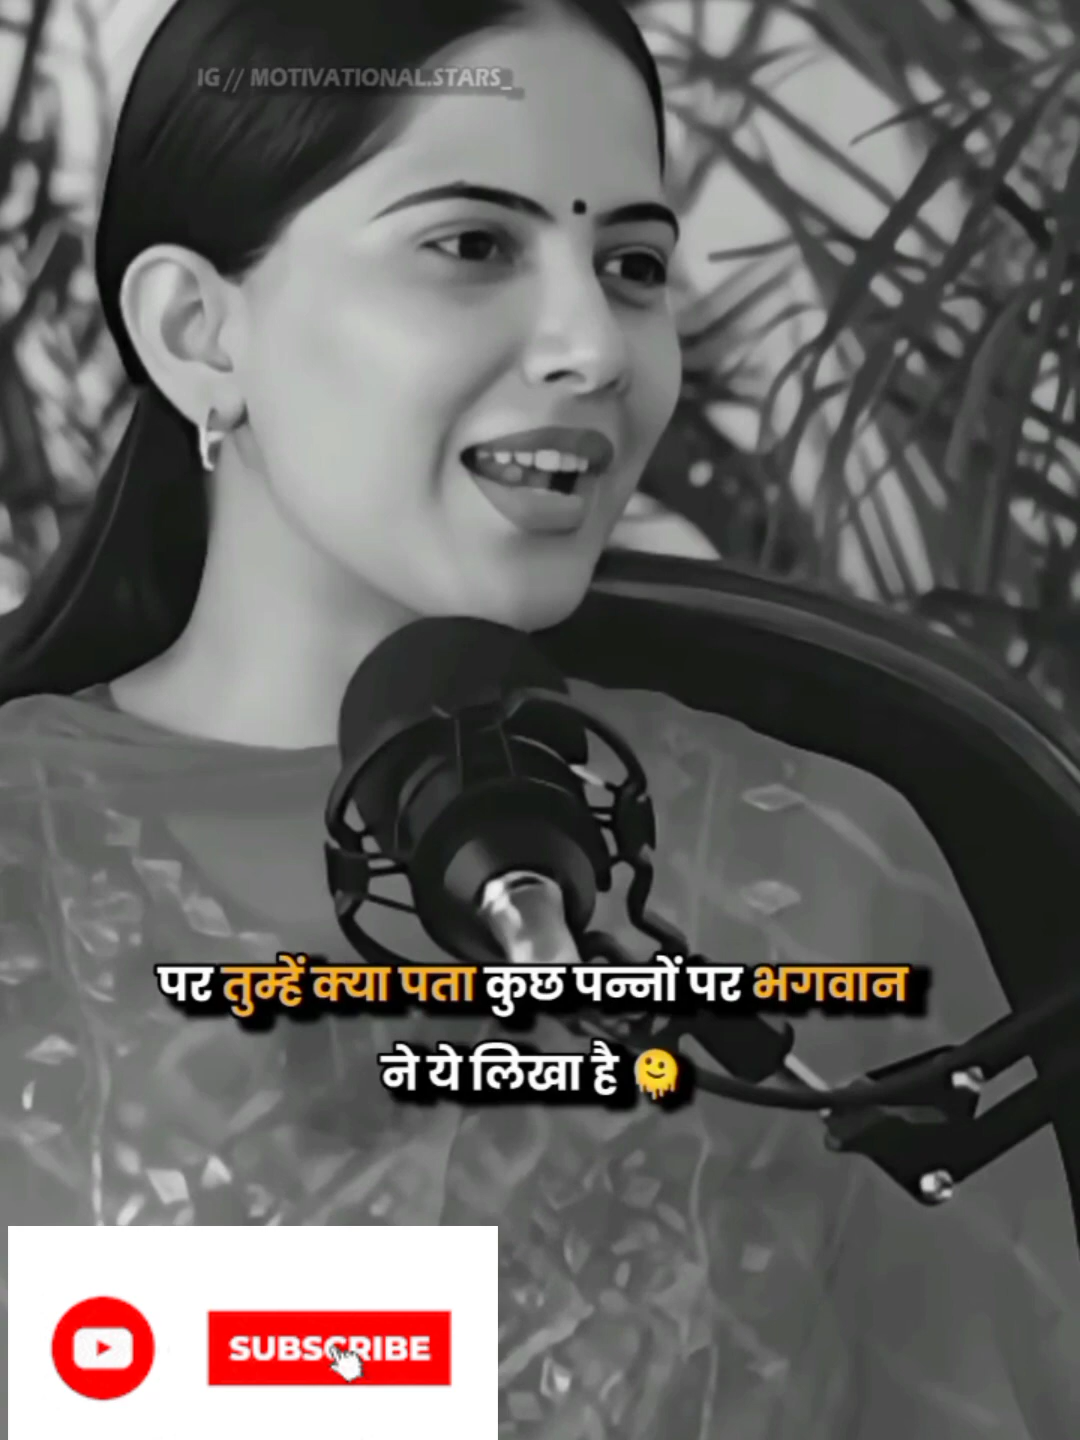 IG // MOTIVATIONAL.STARS_
पर तुम्हें क्या पता कुछ पन्नों पर भगवान
ने ये लिखा है 🫠
SUBSCRIBE